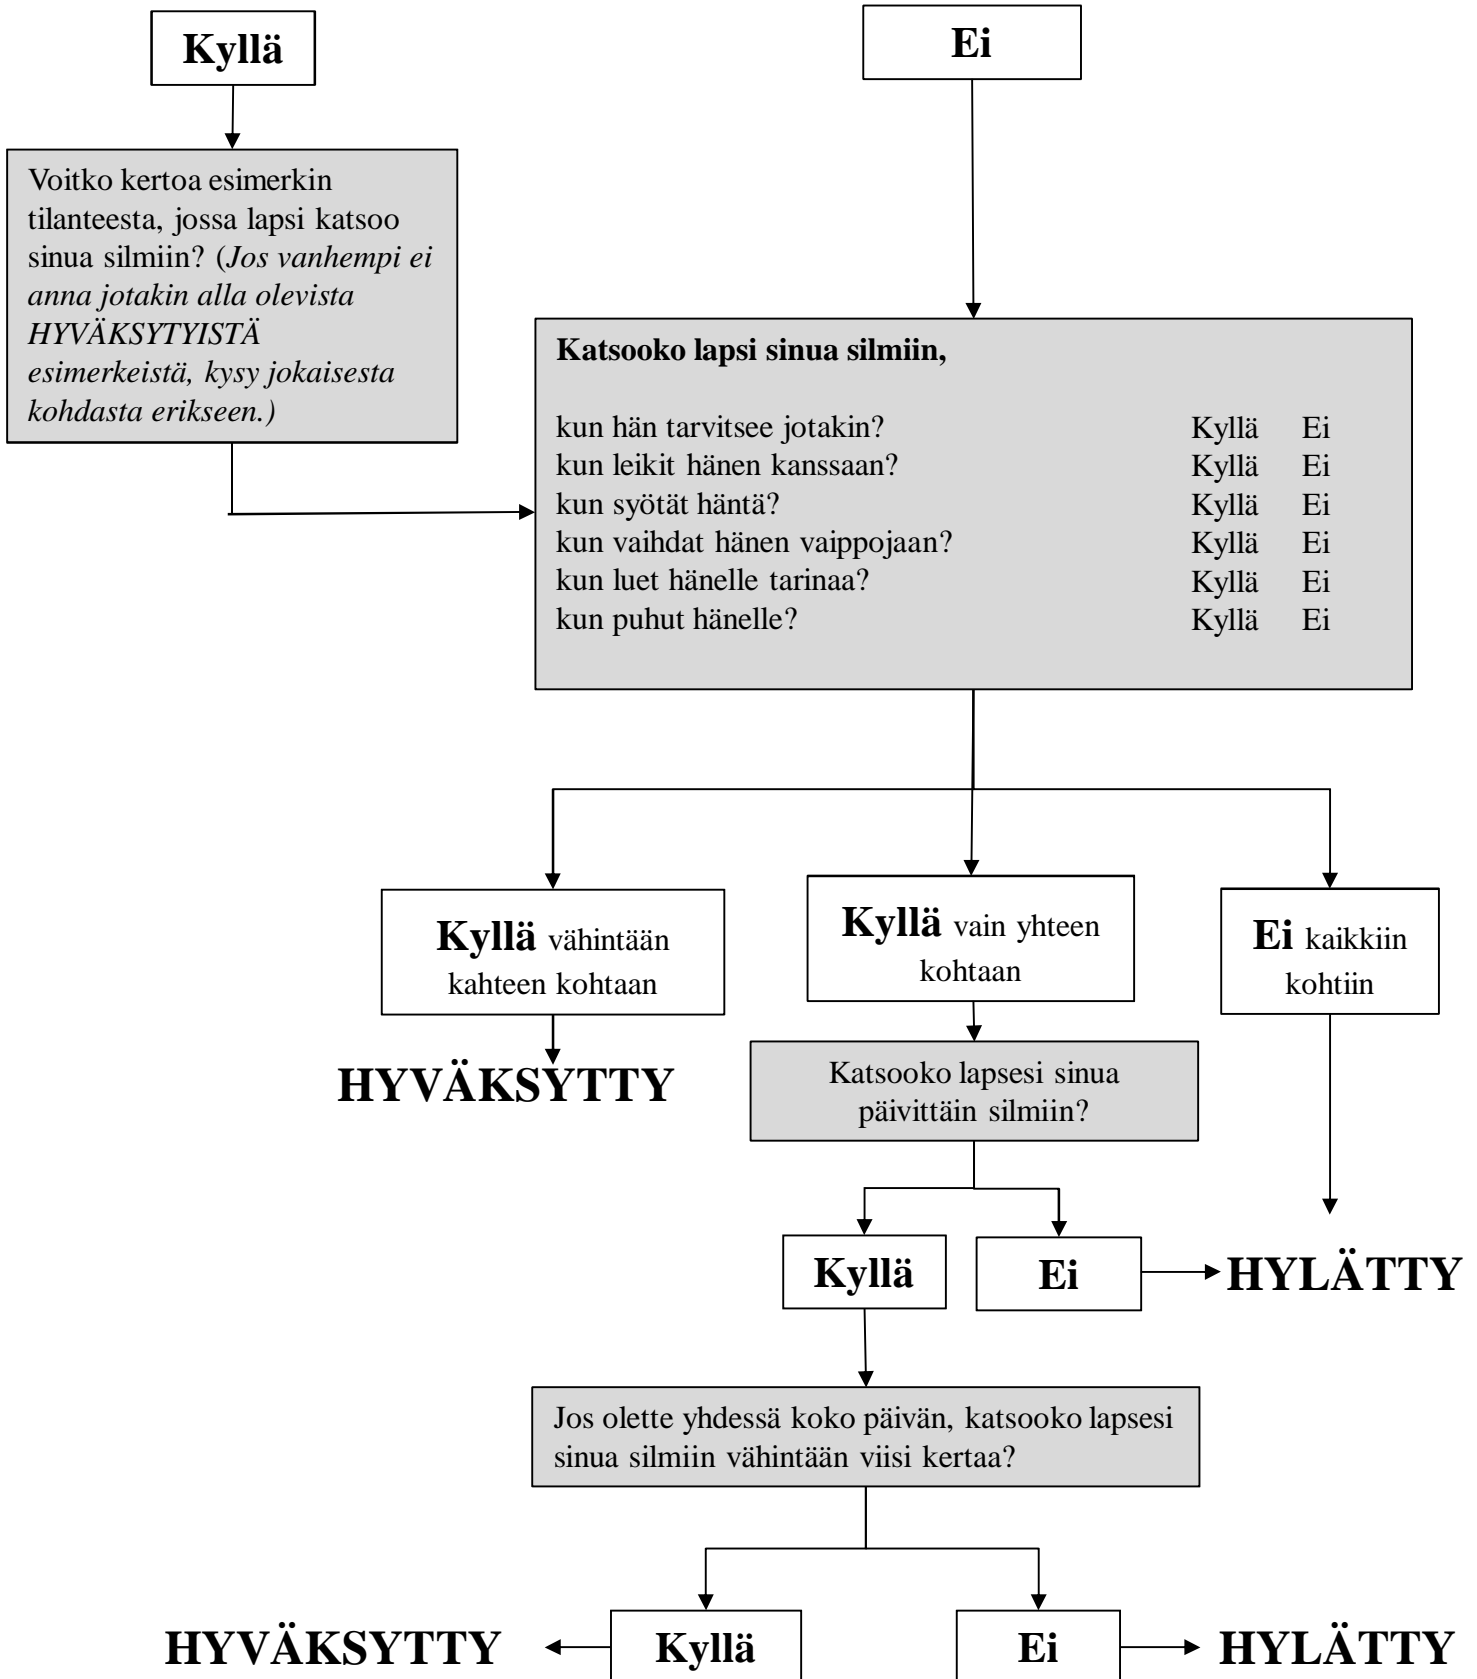 Kyllä
Ei
Voitko kertoa esimerkin
tilanteesta, jossa lapsi katsoo
sinua silmiin? (Jos vanhempi ei
anna jotakin alla olevista
HYVÄKSYTYISTÄ
esimerkeistä, kysy jokaisesta
kohdasta erikseen.)
Katsooko lapsi sinua silmiin,
kun hän tarvitsee jotakin? Kyllä Ei
kun leikit hänen kanssaan? Kyllä Ei
kun syötät häntä? Kyllä Ei
kun vaihdat hänen vaippojaan? Kyllä Ei
kun luet hänelle tarinaa? Kyllä Ei
kun puhut hänelle? Kyllä Ei
Kyllä vähintään
kahteen kohtaan
Kyllä vain yhteen
kohtaan
Ei kaikkiin
kohtiin
HYVÄKSYTTY
Katsooko lapsesi sinua
päivittäin silmiin?
Kyllä
Ei
HYLÄTTY
Jos olette yhdessä koko päivän, katsooko lapsesi
sinua silmiin vähintään viisi kertaa?
HYVÄKSYTTY
Kyllä
Ei
HYLÄTTY